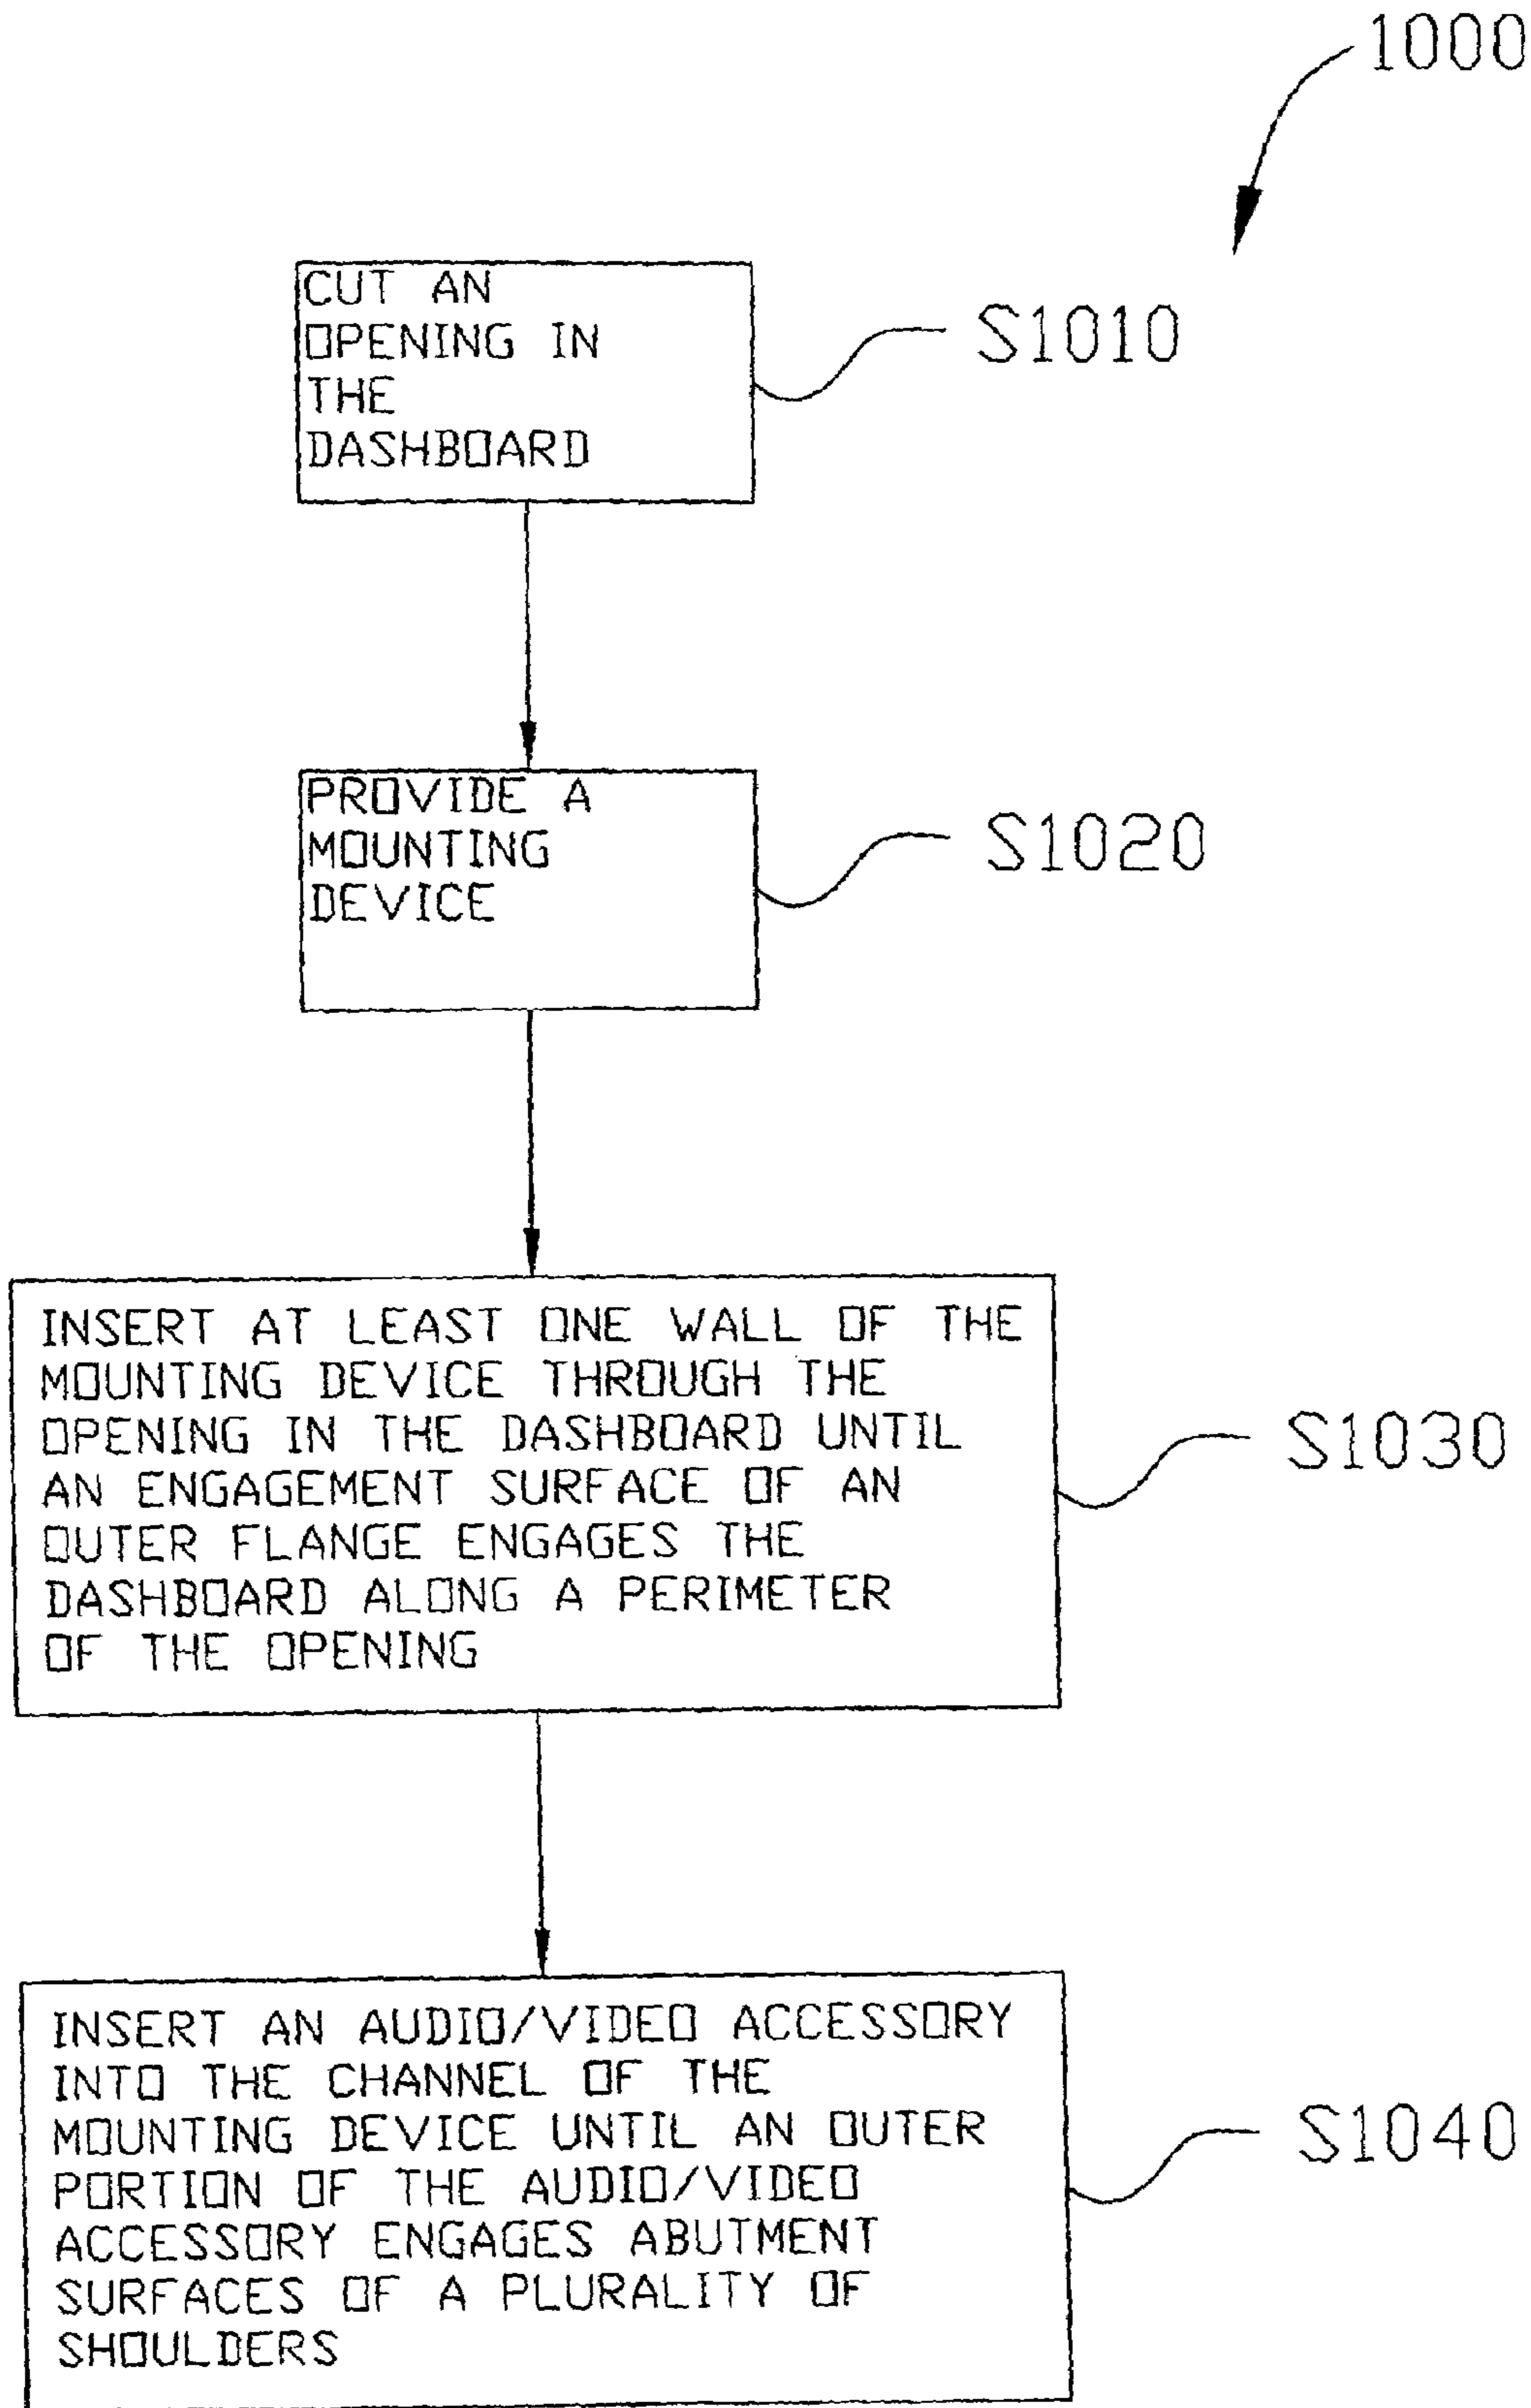 1000
CUT AN
OPENING IN
THE
DASHBOARD
S1010
PROVIDE A
MOUNTING
DEVICE
S1020
INSERT AT LEAST ONE WALL OF THE
MOUNTING DEVICE THROUGH THE
OPENING IN THE DASHBOARD UNTIL
AN ENGAGEMENT SURFACE OF AN
OUTER FLANGE ENGAGES THE
DASHBOARD ALONG A PERIMETER
OF THE OPENING
S1030
INSERT AN AUDIO/VIDEO ACCESSORY
INTO THE CHANNEL OF THE
MOUNTING DEVICE UNTIL AN OUTER
PORTION OF THE AUDIO/VIDEO
ACCESSORY ENGAGES ABUTMENT
SURFACES OF A PLURALITY OF
SHOULDERS
S1040